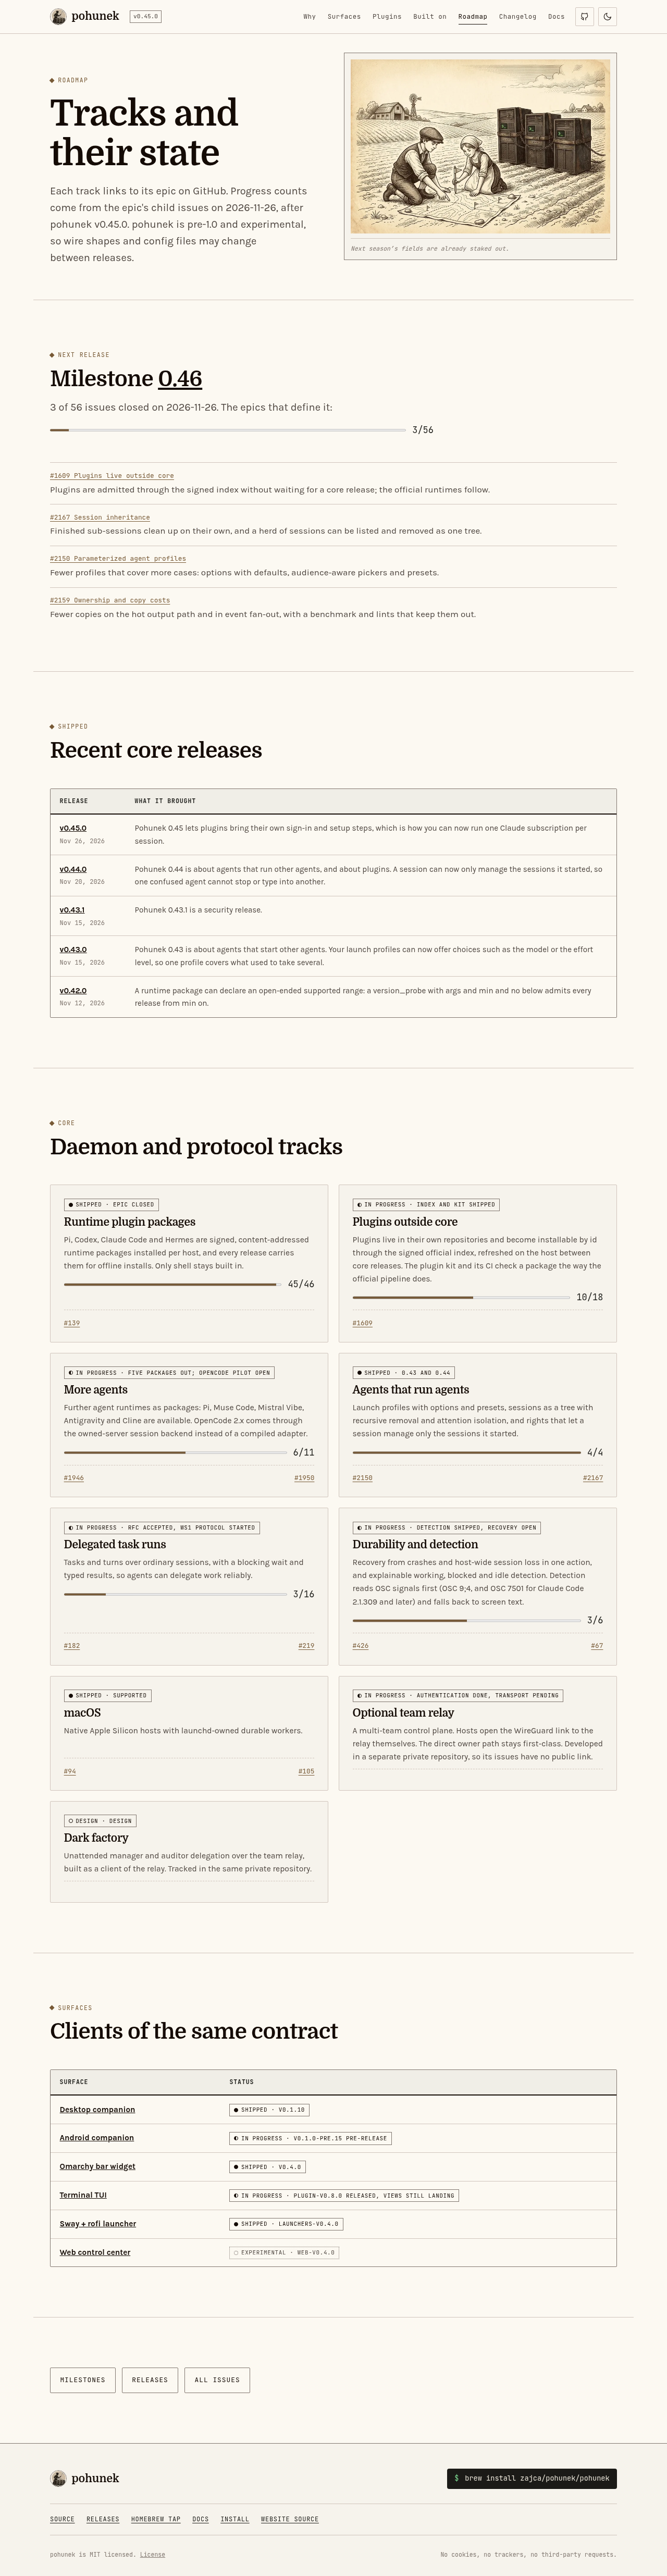 pohunek v0.45.0 Why Surfaces Plugins Built on Roadmap Changelog Docs
ROADMAP
Tracks and
their state
Each track links to its epic on GitHub. Progress counts
come from the epic's child issues on 2026-11-26, after
pohunek v0.45.0. pohunek is pre-1.0 and experimental,
so wire shapes and config files may change
between releases.
Next season's fields are already staked out.
NEXT RELEASE
Milestone 0.46
3 of 56 issues closed on 2026-11-26. The epics that define it:
3/56
#1609 Plugins live outside core
Plugins are admitted through the signed index without waiting for a core release; the official runtimes follow.
#2167 Session inheritance
Finished sub-sessions clean up on their own, and a herd of sessions can be listed and removed as one tree.
#2150 Parameterized agent profiles
Fewer profiles that cover more cases: options with defaults, audience-aware pickers and presets.
#2159 Ownership and copy costs
Fewer copies on the hot output path and in event fan-out, with a benchmark and lints that keep them out.
SHIPPED
Recent core releases
RELEASE WHAT IT BROUGHT
v0.45.0
Nov 26, 2026
Pohunek 0.45 lets plugins bring their own sign-in and setup steps, which is how you can now run one Claude subscription per
session.
v0.44.0
Nov 20, 2026
Pohunek 0.44 is about agents that run other agents, and about plugins. A session can now only manage the sessions it started, so
one confused agent cannot stop or type into another.
v0.43.1
Nov 15, 2026
Pohunek 0.43.1 is a security release.
v0.43.0
Nov 15, 2026
Pohunek 0.43 is about agents that start other agents. Your launch profiles can now offer choices such as the model or the effort
level, so one profile covers what used to take several.
v0.42.0
Nov 12, 2026
A runtime package can declare an open-ended supported range: a version_probe with args and min and no below admits every
release from min on.
CORE
Daemon and protocol tracks
SHIPPED · EPIC CLOSED
Runtime plugin packages
Pi, Codex, Claude Code and Hermes are signed, content-addressed
runtime packages installed per host, and every release carries
them for offline installs. Only shell stays built in.
45/46
#139
IN PROGRESS · INDEX AND KIT SHIPPED
Plugins outside core
Plugins live in their own repositories and become installable by id
through the signed official index, refreshed on the host between
core releases. The plugin kit and its CI check a package the way the
official pipeline does.
10/18
#1609
IN PROGRESS · FIVE PACKAGES OUT; OPENCODE PILOT OPEN
More agents
Further agent runtimes as packages: Pi, Muse Code, Mistral Vibe,
Antigravity and Cline are available. OpenCode 2.x comes through
the owned-server session backend instead of a compiled adapter.
6/11
#1946 #1950
SHIPPED · 0.43 AND 0.44
Agents that run agents
Launch profiles with options and presets, sessions as a tree with
recursive removal and attention isolation, and rights that let a
session manage only the sessions it started.
4/4
#2150 #2167
IN PROGRESS · RFC ACCEPTED, WS1 PROTOCOL STARTED
Delegated task runs
Tasks and turns over ordinary sessions, with a blocking wait and
typed results, so agents can delegate work reliably.
3/16
#182 #219
IN PROGRESS · DETECTION SHIPPED, RECOVERY OPEN
Durability and detection
Recovery from crashes and host-wide session loss in one action,
and explainable working, blocked and idle detection. Detection
reads OSC signals first (OSC 9;4, and OSC 7501 for Claude Code
2.1.309 and later) and falls back to screen text.
3/6
#426 #67
SHIPPED · SUPPORTED
macOS
Native Apple Silicon hosts with launchd-owned durable workers.
#94 #105
IN PROGRESS · AUTHENTICATION DONE, TRANSPORT PENDING
Optional team relay
A multi-team control plane. Hosts open the WireGuard link to the
relay themselves. The direct owner path stays first-class. Developed
in a separate private repository, so its issues have no public link.
DESIGN · DESIGN
Dark factory
Unattended manager and auditor delegation over the team relay,
built as a client of the relay. Tracked in the same private repository.
SURFACES
Clients of the same contract
SURFACE STATUS
Desktop companion SHIPPED · V0.1.10
Android companion IN PROGRESS · V0.1.0-PRE.15 PRE-RELEASE
Omarchy bar widget SHIPPED · V0.4.0
Terminal TUI IN PROGRESS · PLUGIN-V0.8.0 RELEASED, VIEWS STILL LANDING
Sway + rofi launcher SHIPPED · LAUNCHERS-V0.4.0
Web control center EXPERIMENTAL · WEB-V0.4.0
MILESTONES RELEASES ALL ISSUES
pohunek $ brew install zajca/pohunek/pohunek
SOURCE RELEASES HOMEBREW TAP DOCS INSTALL WEBSITE SOURCE
pohunek is MIT licensed. License No cookies, no trackers, no third-party requests.